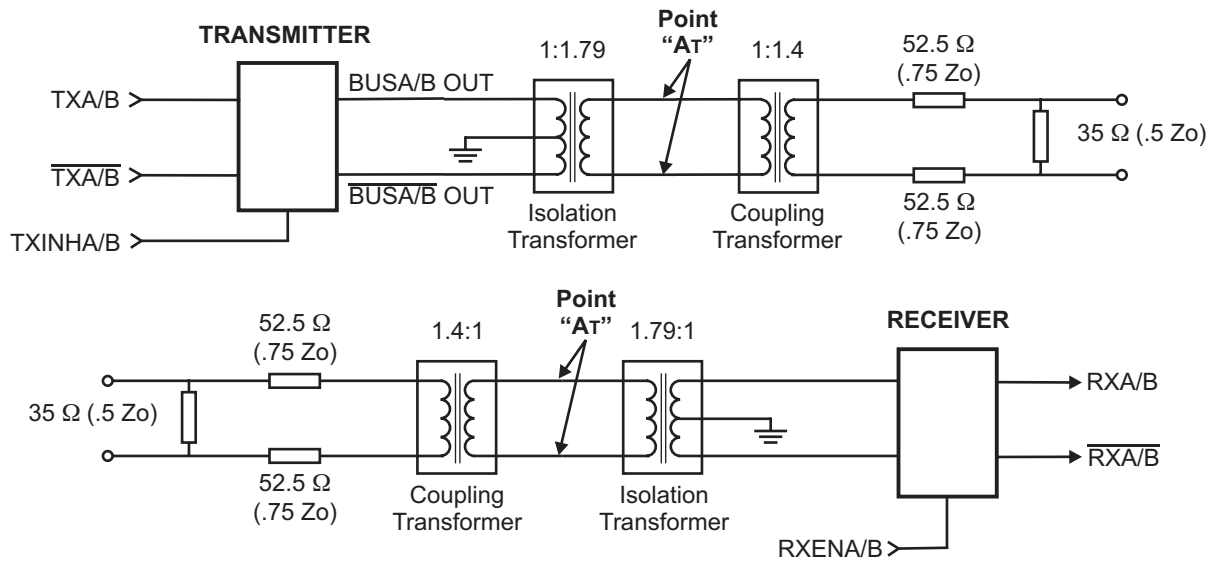 TRANSMITTER
TXA/B
TXA/B
TXINHA/B
BUSA/B OUT
BUSA/B OUT
1:1.79
Isolation
Transformer
Point
“AT”
1:1.4
Coupling
Transformer
52.5 Ω
(.75 Zo)
35 Ω (.5 Zo)
52.5 Ω
(.75 Zo)
35 Ω (.5 Zo)
52.5 Ω
(.75 Zo)
52.5 Ω
(.75 Zo)
1.4:1
Coupling
Transformer
Point
“AT”
1.79:1
Isolation
Transformer
RECEIVER
RXA/B
RXA/B
RXENA/B